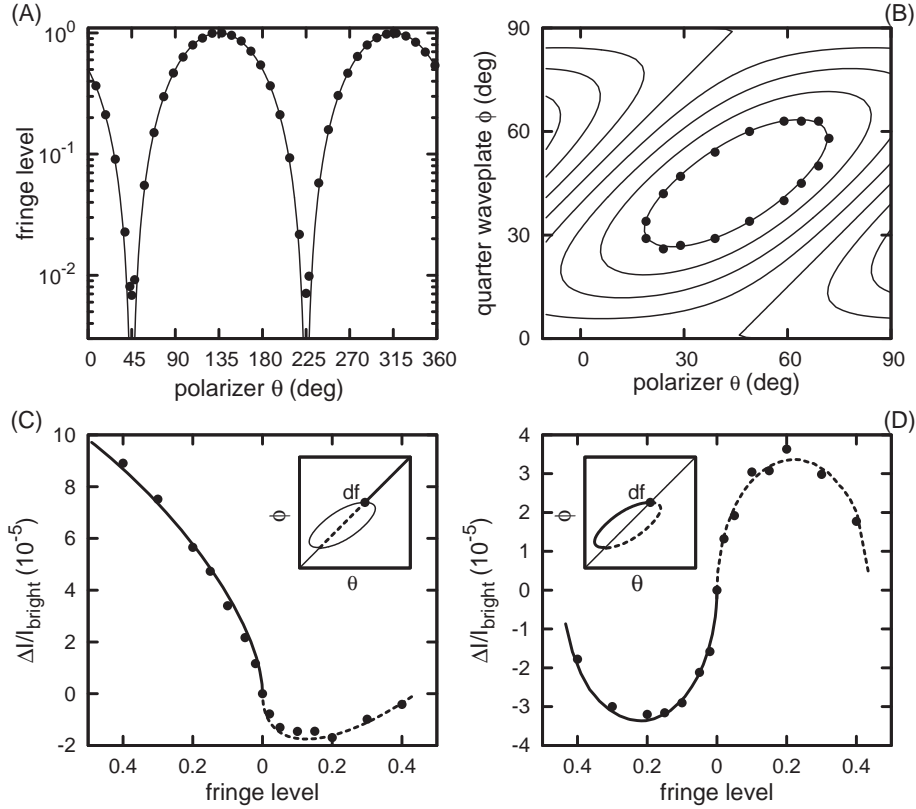 (A)
10⁰
10⁻¹
10⁻²
fringe level
0 45 90 135 180 225 270 315 360
polarizer θ (deg)
(B)
90
60
30
0
quarter waveplate ϕ (deg)
0 30 60 90
polarizer θ (deg)
(C)
10
8
6
4
2
0
-2
ΔI/I_bright (10⁻⁵)
0.4 0.2 0 0.2 0.4
fringe level
df
ϕ
θ
(D)
4
3
2
1
0
-1
-2
-3
-4
ΔI/I_bright (10⁻⁵)
0.4 0.2 0 0.2 0.4
fringe level
df
ϕ
θ